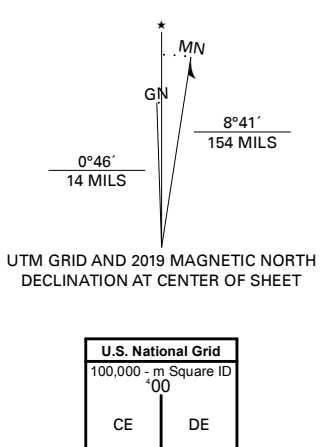 ★
MN
GN
8°41´
154 MILS
0°46´
14 MILS
UTM GRID AND 2019 MAGNETIC NORTH
DECLINATION AT CENTER OF SHEET
U.S. National Grid
100,000 - m Square ID
⁴00
CE DE